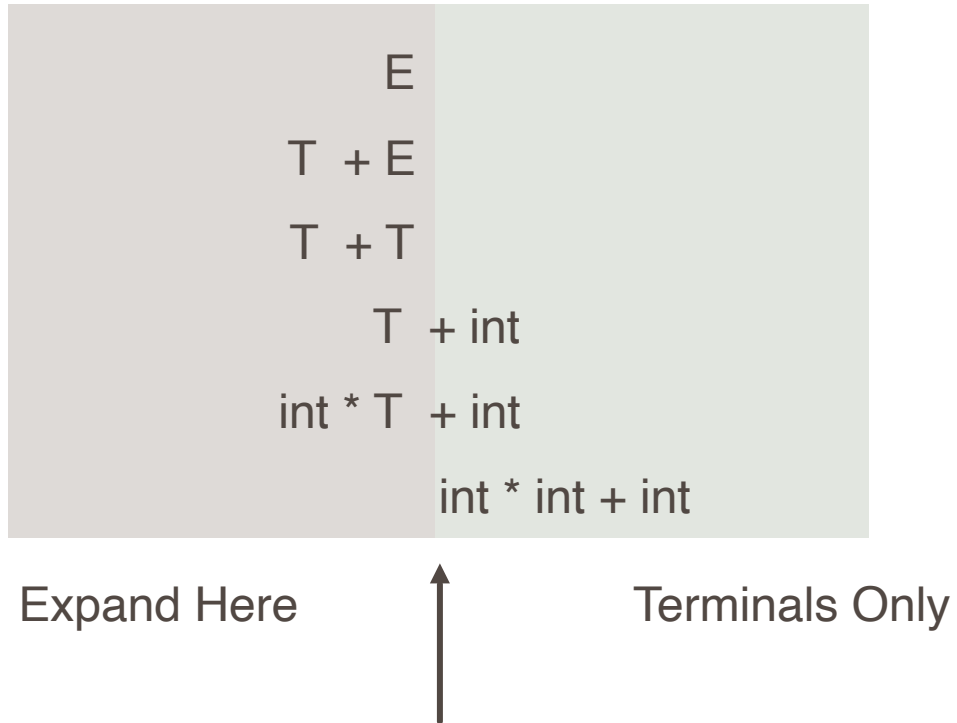 E
T + E
T + T
T + int
int * T + int
int * int + int
Expand Here
Terminals Only